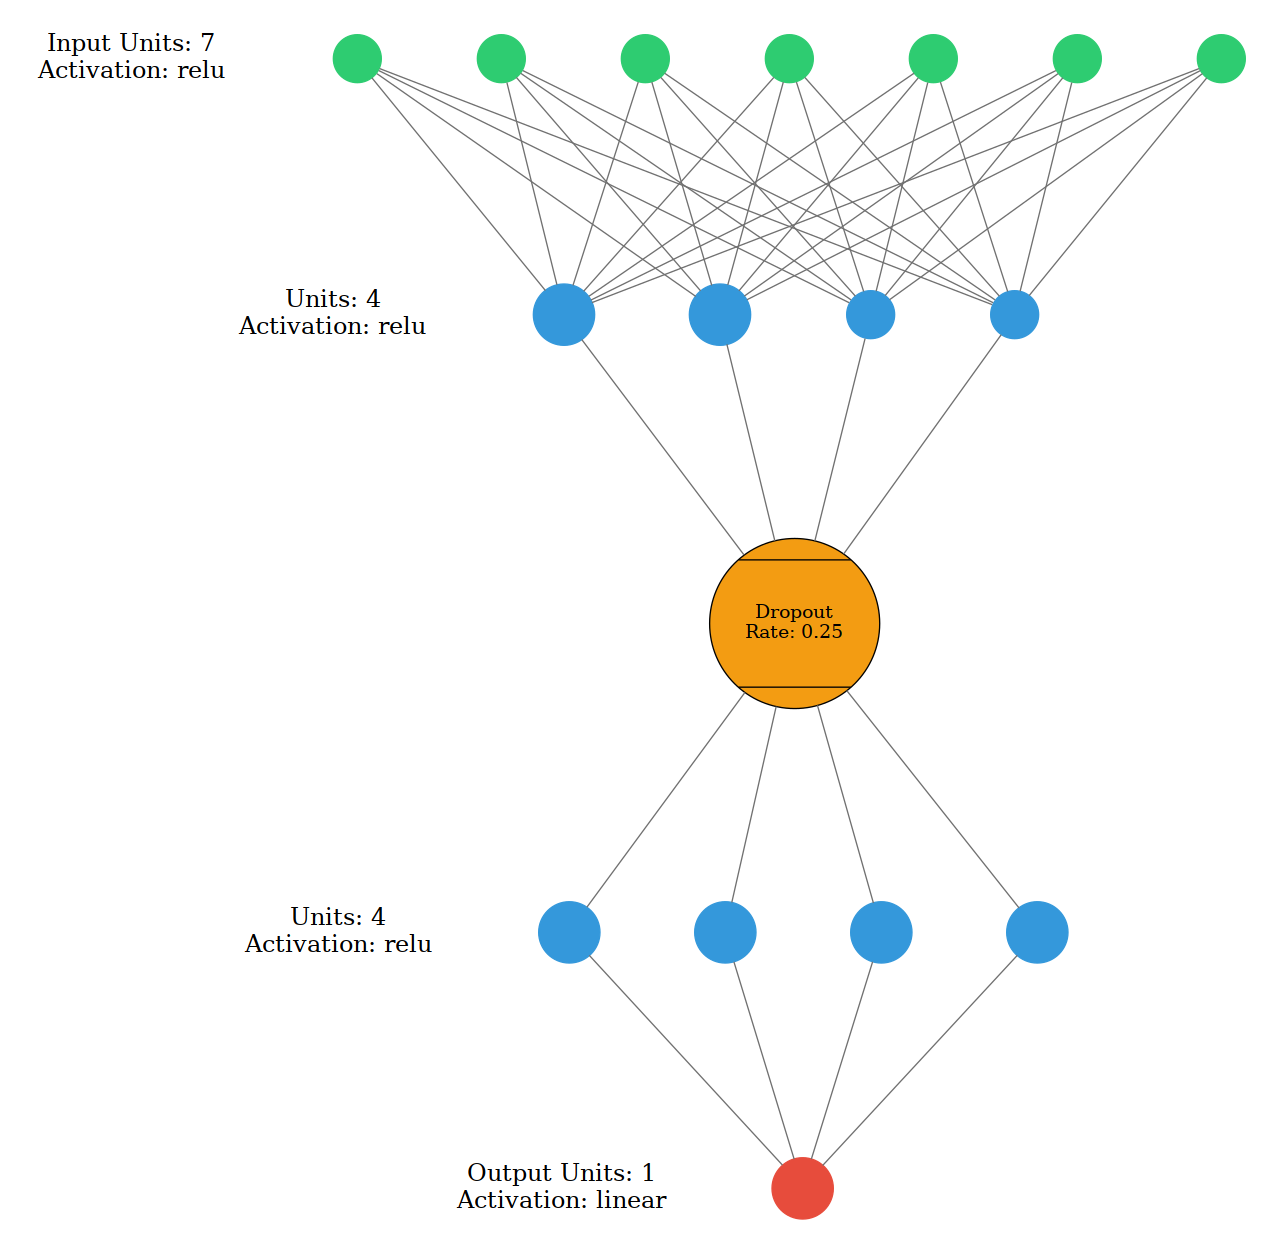 Input Units: 7
Activation: relu
Units: 4
Activation: relu
Dropout
Rate: 0.25
Units: 4
Activation: relu
Output Units: 1
Activation: linear